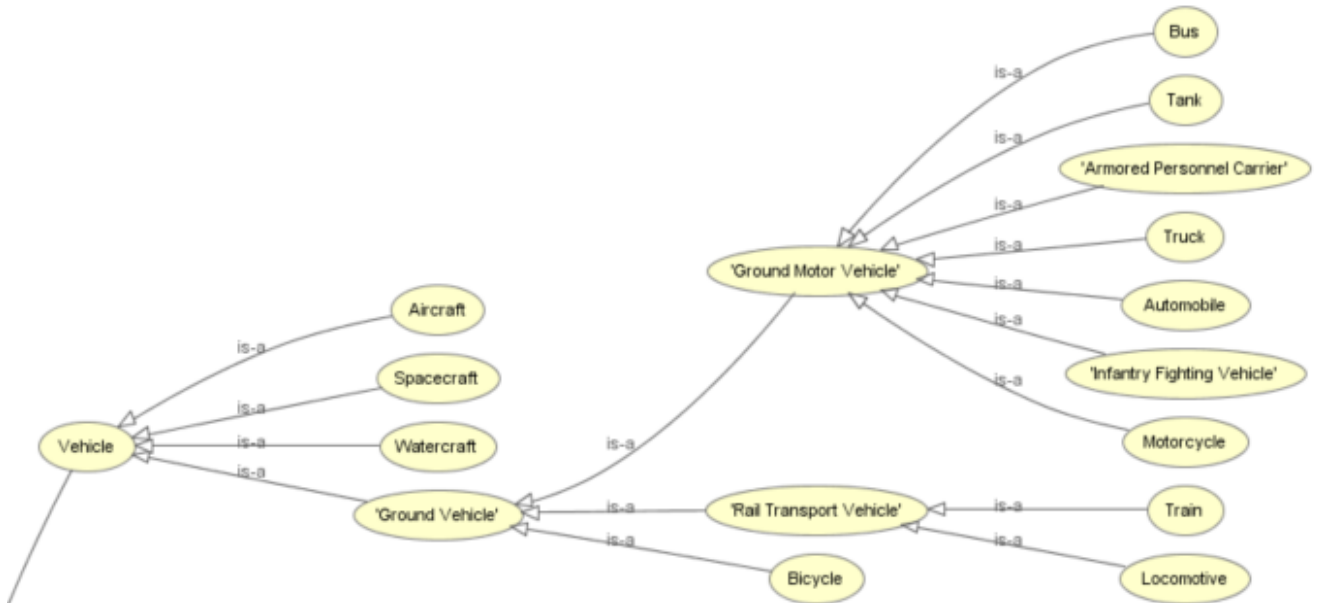 Bus
is-a
Tank
is-a
'Armored Personnel Carrier'
is-a
Truck
is-a
'Ground Motor Vehicle'
Automobile
is-a
Aircraft
is-a
is-a
'Infantry Fighting Vehicle'
Spacecraft
is-a
is-a
Vehicle
Watercraft
is-a
is-a
Motorcycle
is-a
'Ground Vehicle'
'Rail Transport Vehicle'
is-a
is-a
Train
is-a
is-a
Bicycle
Locomotive